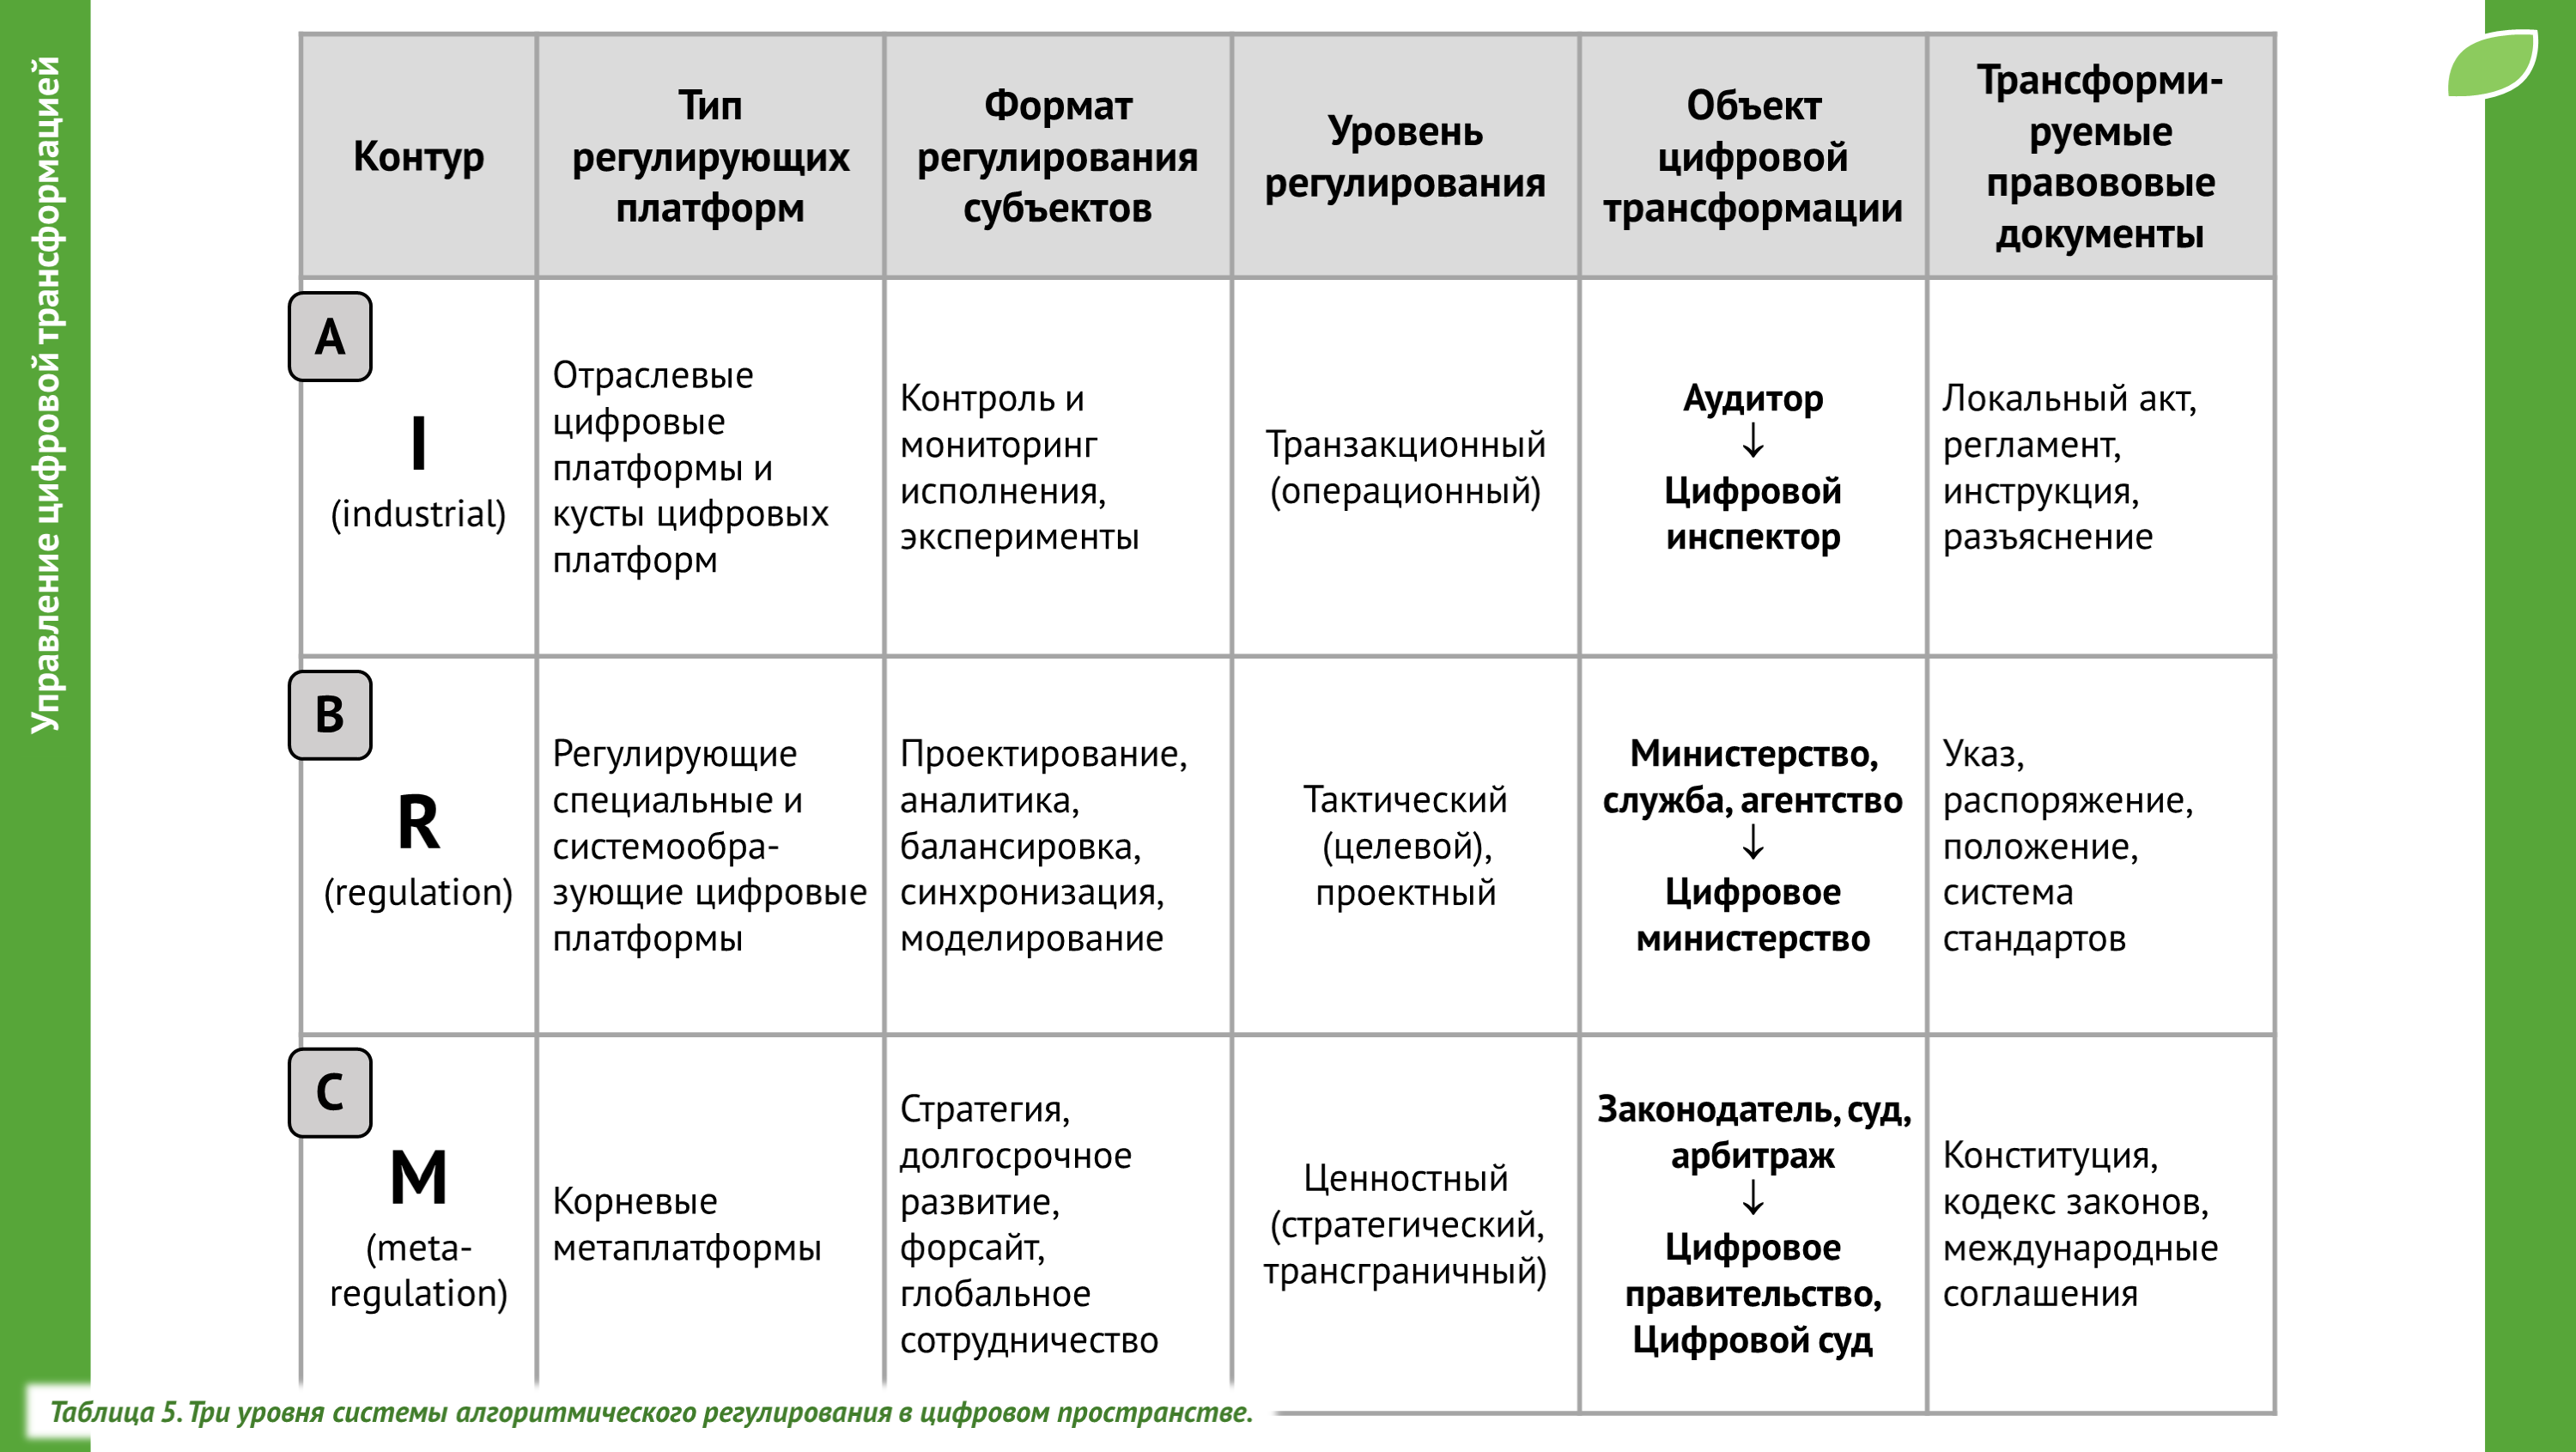 Управление цифровой трансформацией
Контур
Тип
регулирующих
платформ
Формат
регулирования
субъектов
Уровень
регулирования
Объект
цифровой
трансформации
Трансформи-
руемые
правововые
документы
A
I
(industrial)
Отраслевые
цифровые
платформы и
кусты цифровых
платформ
Контроль и
мониторинг
исполнения,
эксперименты
Транзакционный
(операционный)
Аудитор
↓
Цифровой
инспектор
Локальный акт,
регламент,
инструкция,
разъяснение
B
R
(regulation)
Регулирующие
специальные и
системообра-
зующие цифровые
платформы
Проектирование,
аналитика,
балансировка,
синхронизация,
моделирование
Тактический
(целевой),
проектный
Министерство,
служба, агентство
↓
Цифровое
министерство
Указ,
распоряжение,
положение,
система
стандартов
C
M
(meta-
regulation)
Корневые
метаплатформы
Стратегия,
долгосрочное
развитие,
форсайт,
глобальное
сотрудничество
Ценностный
(стратегический,
трансграничный)
Законодатель, суд,
арбитраж
↓
Цифровое
правительство,
Цифровой суд
Конституция,
кодекс законов,
международные
соглашения
Таблица 5. Три уровня системы алгоритмического регулирования в цифровом пространстве.